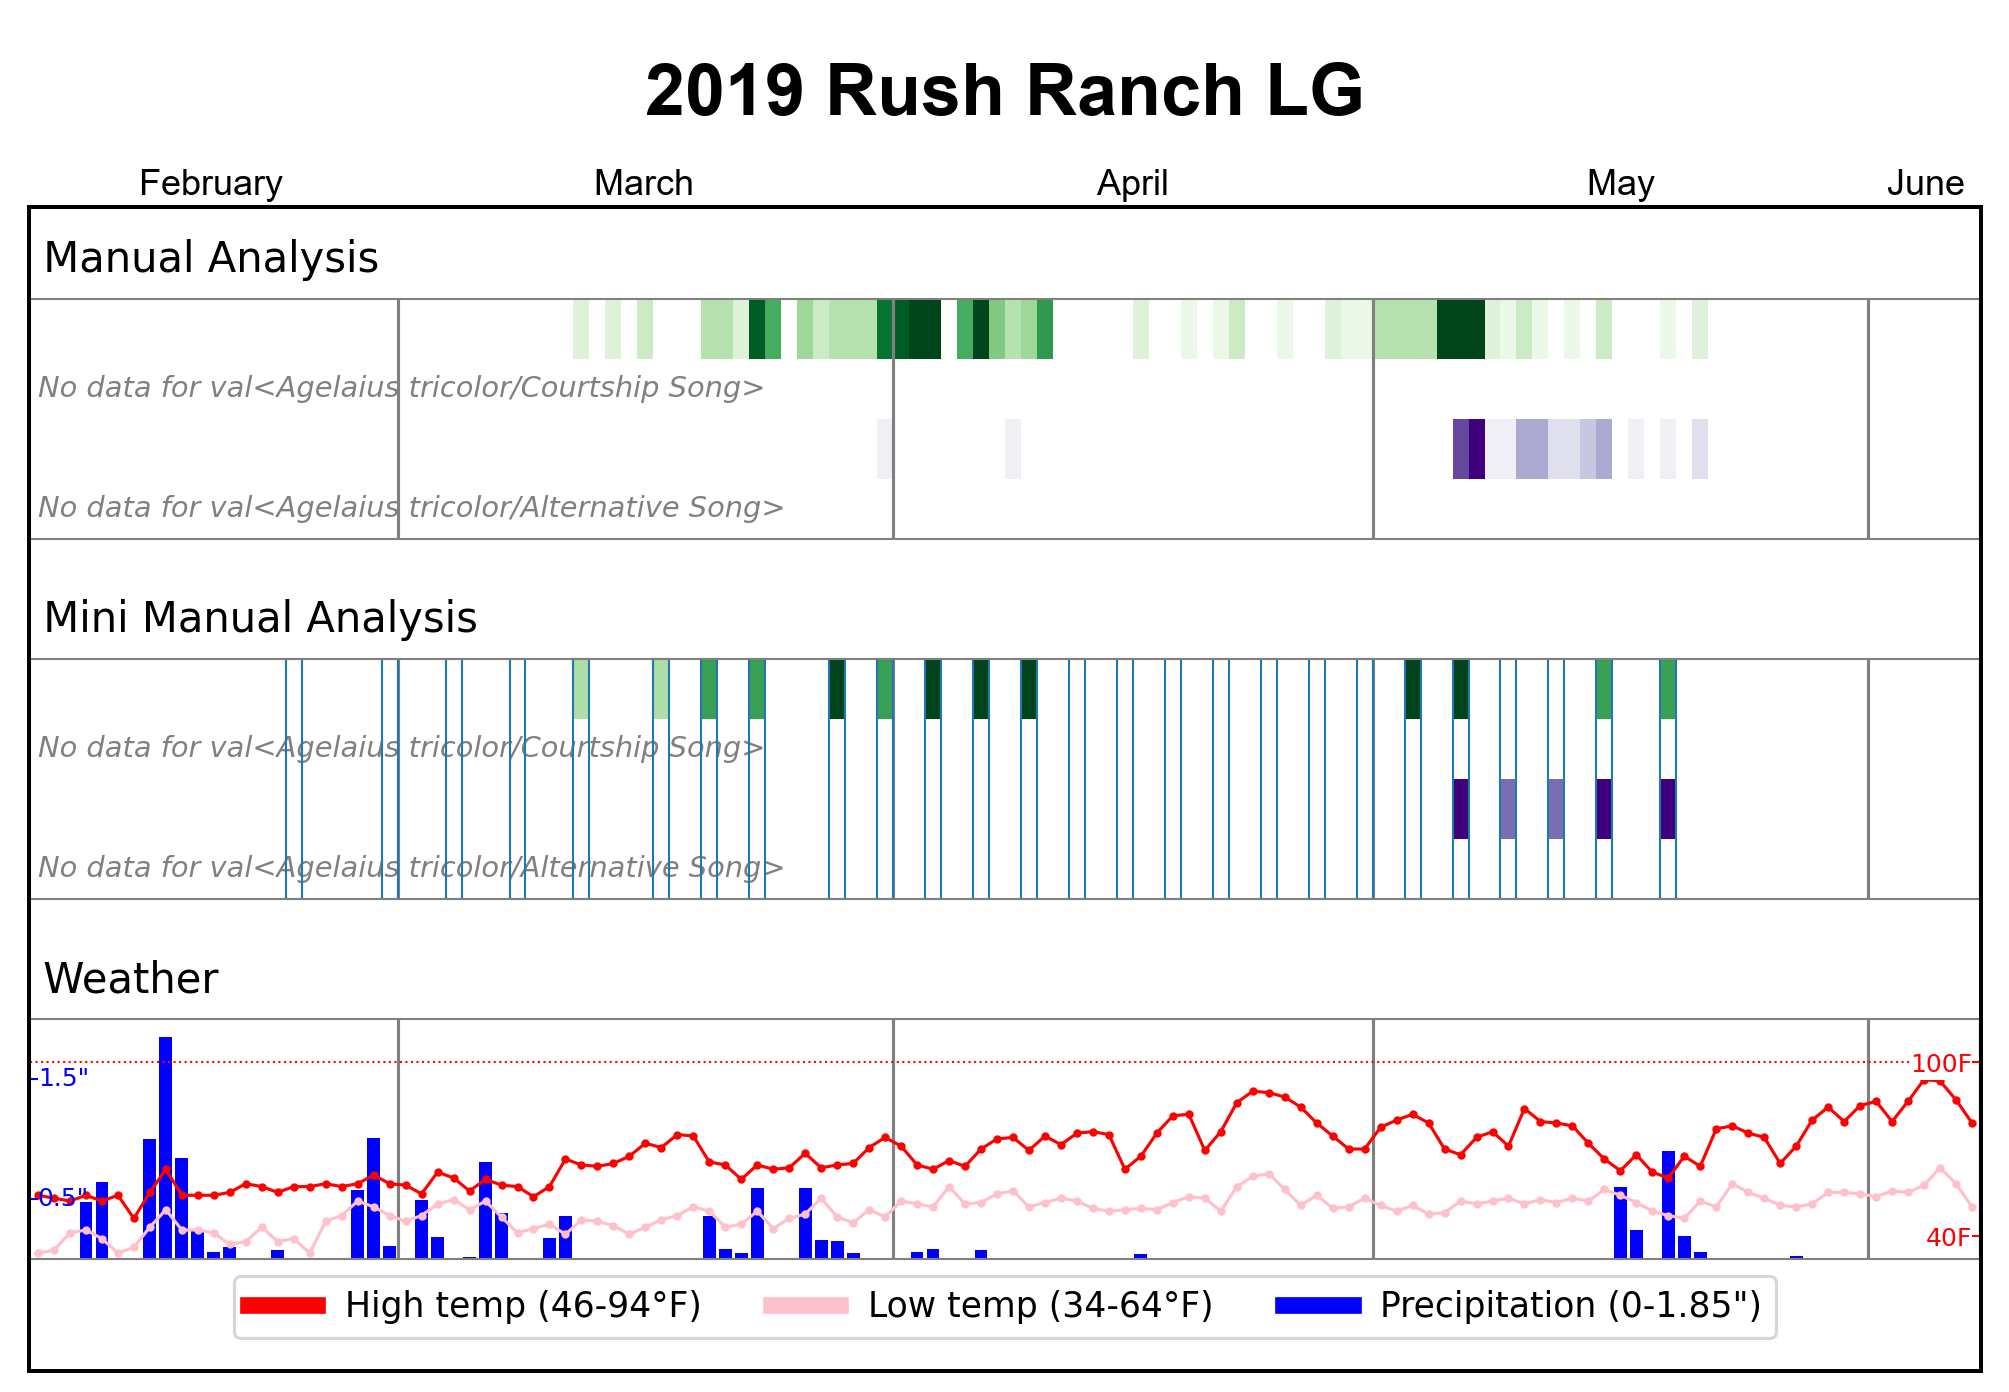 2019 Rush Ranch LG
February March April May June
Manual Analysis
No data for val<Agelaius tricolor/Courtship Song>
No data for val<Agelaius tricolor/Alternative Song>
Mini Manual Analysis
No data for val<Agelaius tricolor/Courtship Song>
No data for val<Agelaius tricolor/Alternative Song>
Weather
100F
1.5"
0.5"
40F
High temp (46-94°F) Low temp (34-64°F) Precipitation (0-1.85")